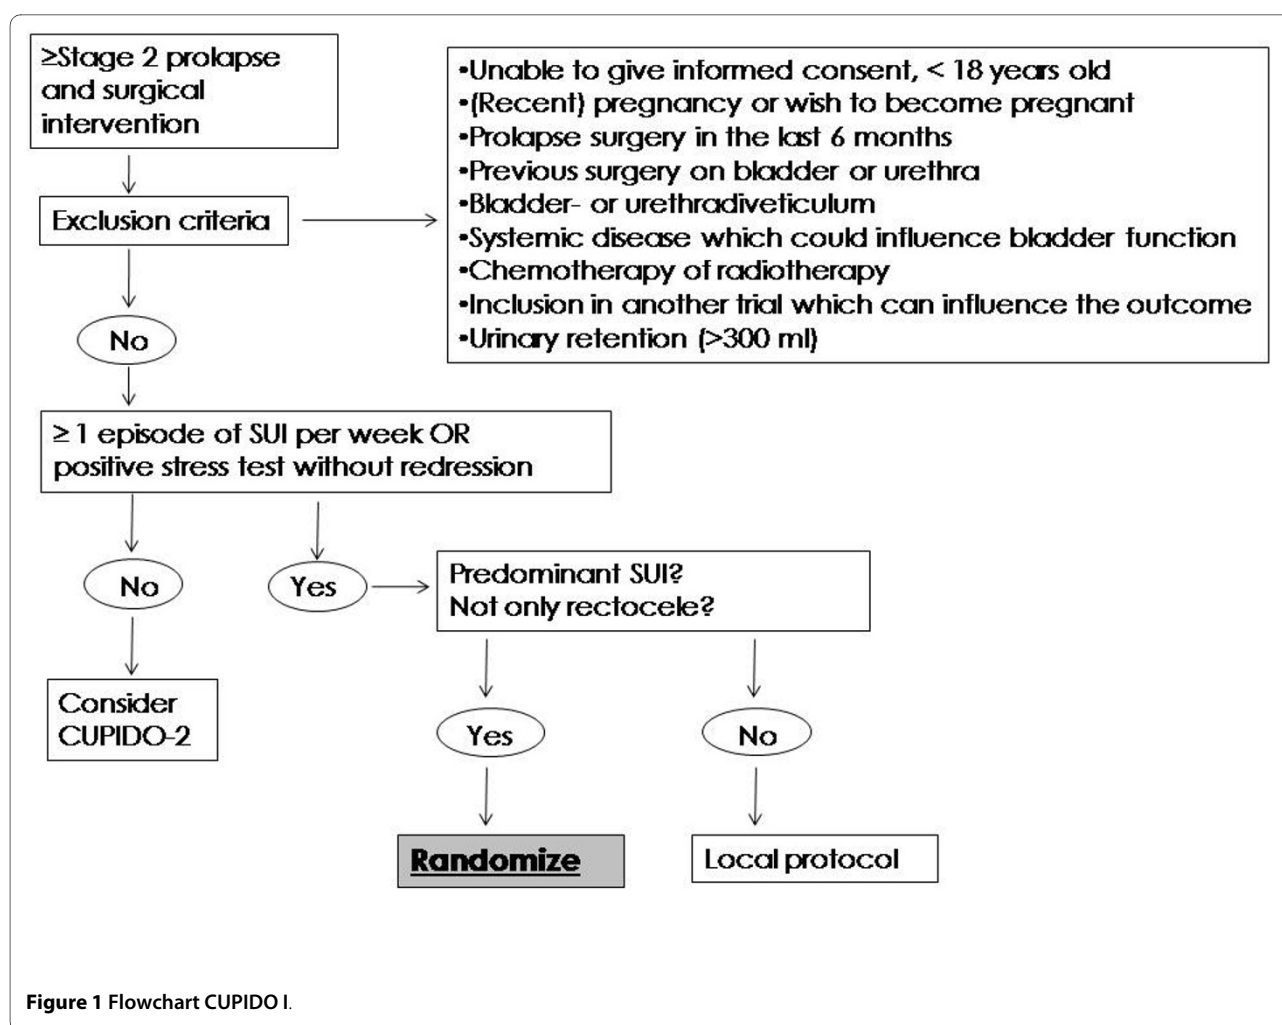 ≥Stage 2 prolapse
and surgical
intervention
Exclusion criteria
•Unable to give informed consent, < 18 years old
•(Recent) pregnancy or wish to become pregnant
•Prolapse surgery in the last 6 months
•Previous surgery on bladder or urethra
•Bladder- or urethradiveticulum
•Systemic disease which could influence bladder function
•Chemotherapy of radiotherapy
•Inclusion in another trial which can influence the outcome
•Urinary retention (>300 ml)
No
≥ 1 episode of SUI per week OR
positive stress test without redression
No
Yes
Predominant SUI?
Not only rectocele?
Consider
CUPIDO-2
Yes
No
Randomize
Local protocol
Figure 1 Flowchart CUPIDO I.